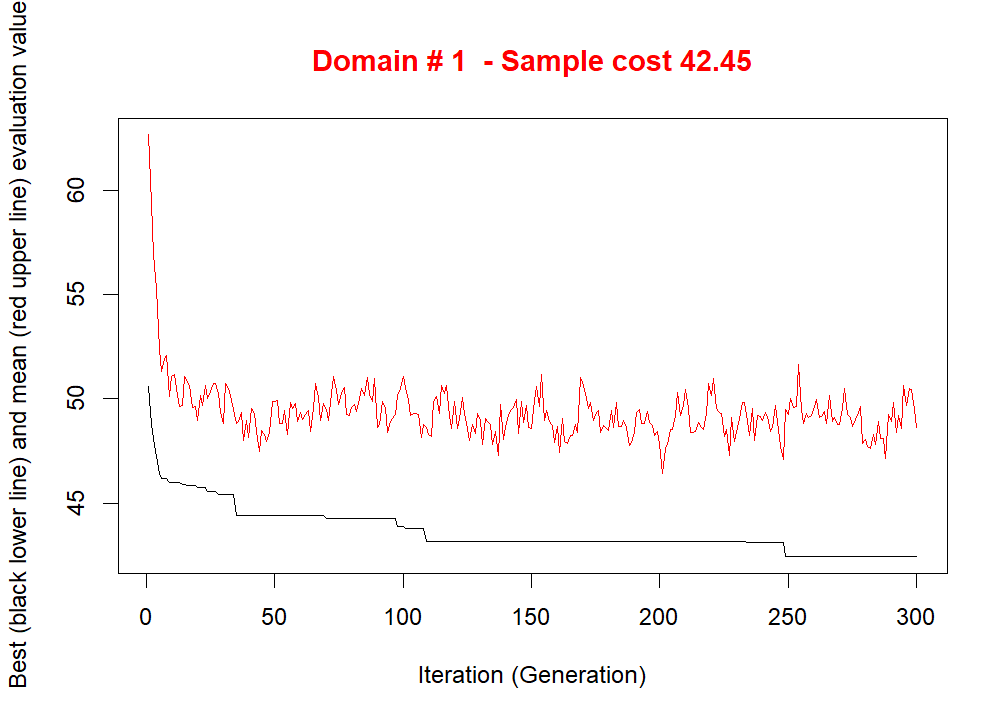 Domain # 1  - Sample cost 42.45
Best (black lower line) and mean (red upper line) evaluation value
60
55
50
45
0 50 100 150 200 250 300
Iteration (Generation)